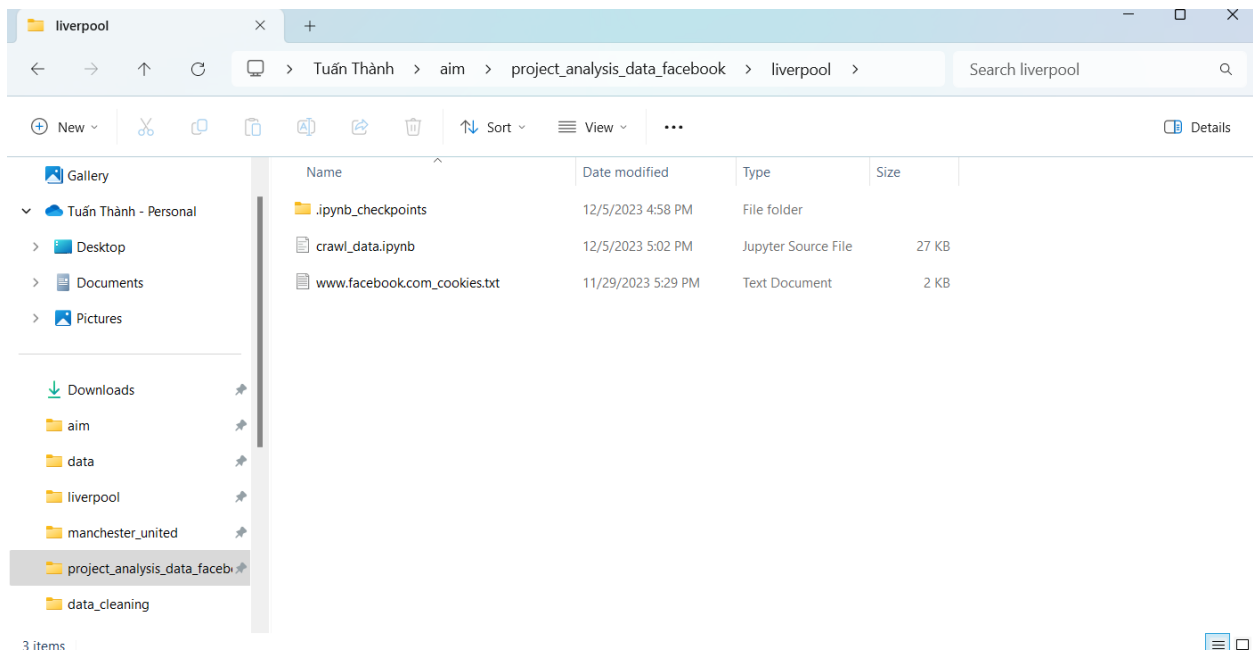 liverpool
Tuấn Thành > aim > project_analysis_data_facebook > liverpool >
Search liverpool
New
Sort
View
Details
Gallery
Tuấn Thành - Personal
Desktop
Documents
Pictures
Downloads
aim
data
liverpool
manchester_united
project_analysis_data_facebo
data_cleaning
Name Date modified Type Size
.ipynb_checkpoints 12/5/2023 4:58 PM File folder
crawl_data.ipynb 12/5/2023 5:02 PM Jupyter Source File 27 KB
www.facebook.com_cookies.txt 11/29/2023 5:29 PM Text Document 2 KB
3 items